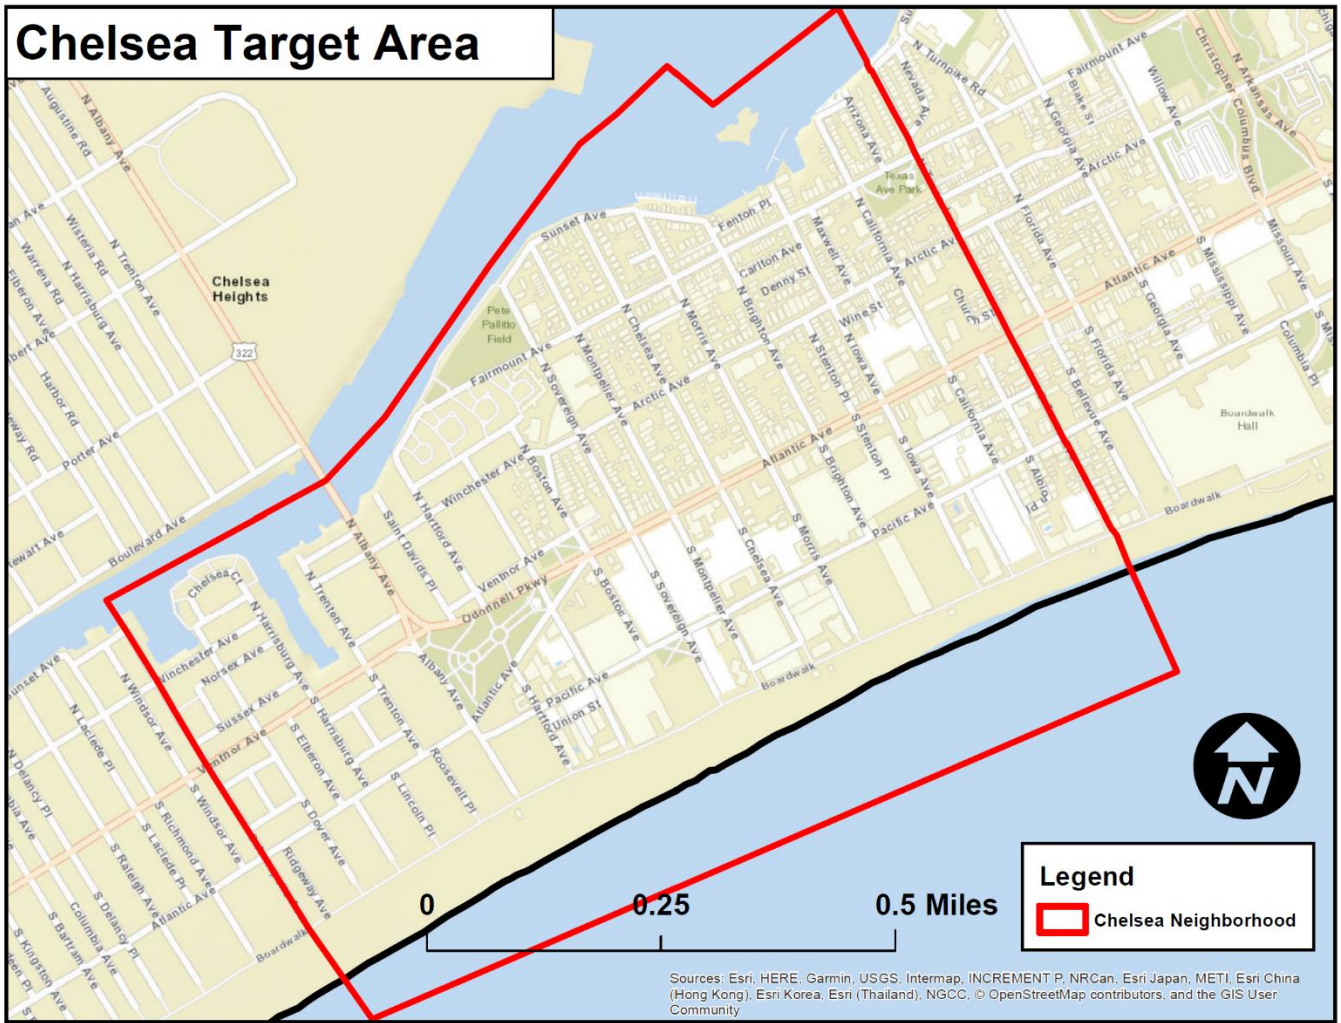 Chelsea Target Area
Augustine Rd
N Albany Ave
Wisteria Rd
N Trenton Ave
Warrena Rd
N Harrisburg Ave
Elberon Ave
Harbor Rd
Porter Ave
Boulevard Ave
Chelsea
Heights
322
Sunset Ave
Pete
Pallitto
Field
Fairmount Ave
Fenton Pl
Carlton Ave
Denny St
Maxwell Ave
N California Ave
Arizona Ave
Nevada Ave
N Turnpike Rd
Texas
Ave Park
Fairmount Ave
Blake St
Willow Ave
Christopher Columbus Blvd
N Arkansas Ave
N Georgia Ave
Arctic Ave
N Florida Ave
Arctic Ave
Atlantic Ave
Missouri Ave
S Mississippi Ave
S Georgia Ave
Columbia Pl
Church St
Wine St
N Iowa Ave
N Stenton Pl
N Brighton Ave
N Morris Ave
N Chelsea Ave
N Montpelier Ave
N Sovereign Ave
Arctic Ave
N Boston Ave
Winchester Ave
N Hartford Ave
Saint Davids Pl
N Albany Ave
Ventnor Ave
Odonnell Pkwy
Atlantic Ave
S Florida Ave
S Bellevue Ave
S California Ave
S Iowa Ave
S Stenton Pl
S Brighton Ave
Pacific Ave
S Albion Pl
Boardwalk
Hall
Boardwalk
S Morris Ave
S Chelsea Ave
S Montpelier Ave
S Sovereign Ave
S Boston Ave
Boardwalk
Pacific Ave
Union St
S Hartford Ave
Atlantic Ave
Albany Ave
Chelsea Ct
N Trenton Ave
N Harrisburg Ave
Winchester Ave
Norsex Ave
Sussex Ave
Ventnor Ave
Sunset Ave
N Windsor Ave
N Laclede Pl
N Delancy Pl
S Trenton Ave
S Harrisburg Ave
S Elberon Ave
Roosevelt Pl
S Lincoln Pl
S Dover Ave
Ridgeway Ave
S Windsor Ave
S Richmond Ave
S Laclede Pl
S Raleigh Ave
Atlantic Ave
S Delancy Pl
Columbia Ave
S Bartram Ave
S Kingston Ave
Boardwalk
0
0.25
0.5 Miles
N
Legend
Chelsea Neighborhood
Sources: Esri, HERE, Garmin, USGS, Intermap, INCREMENT P, NRCan, Esri Japan, METI, Esri China
(Hong Kong), Esri Korea, Esri (Thailand), NGCC, © OpenStreetMap contributors, and the GIS User
Community